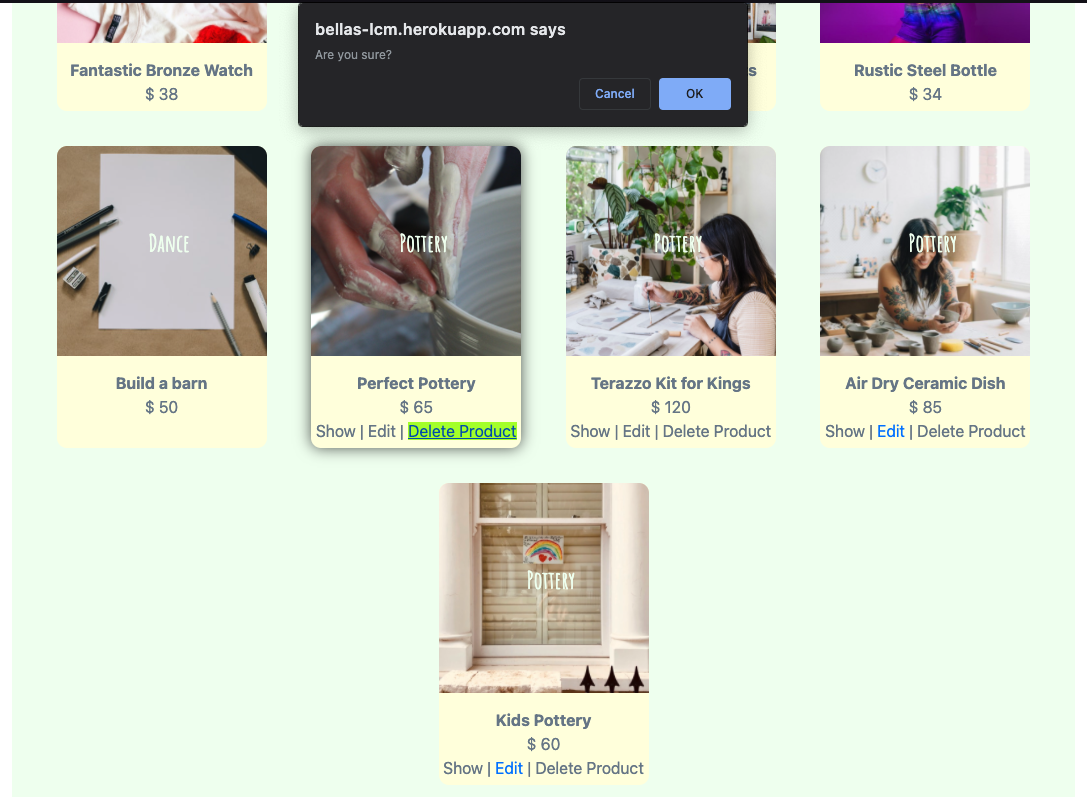 bellas-lcm.herokuapp.com says
Are you sure?
Cancel
OK
Fantastic Bronze Watch
$ 38
s
Rustic Steel Bottle
$ 34
Dance
Build a barn
$ 50
Pottery
Perfect Pottery
$ 65
Show | Edit | Delete Product
Pottery
Terazzo Kit for Kings
$ 120
Show | Edit | Delete Product
Pottery
Air Dry Ceramic Dish
$ 85
Show | Edit | Delete Product
Pottery
Kids Pottery
$ 60
Show | Edit | Delete Product